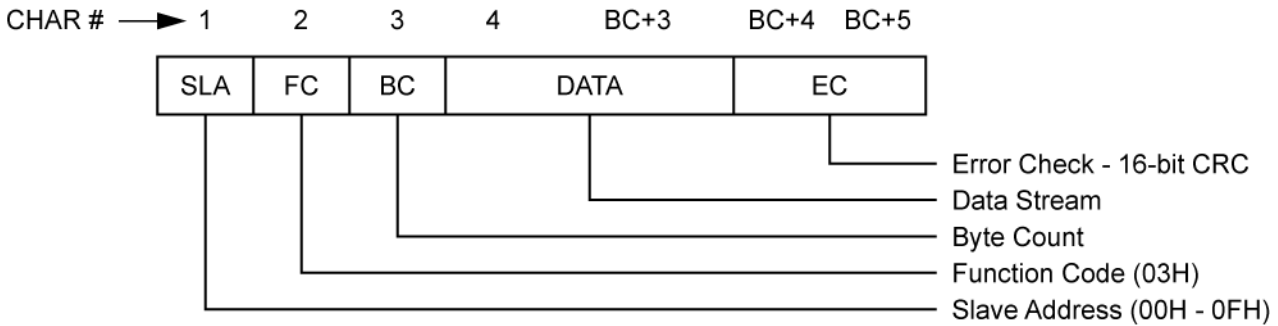 CHAR # 1 2 3 4 BC+3 BC+4 BC+5
SLA FC BC DATA EC
Error Check - 16-bit CRC
Data Stream
Byte Count
Function Code (03H)
Slave Address (00H - 0FH)